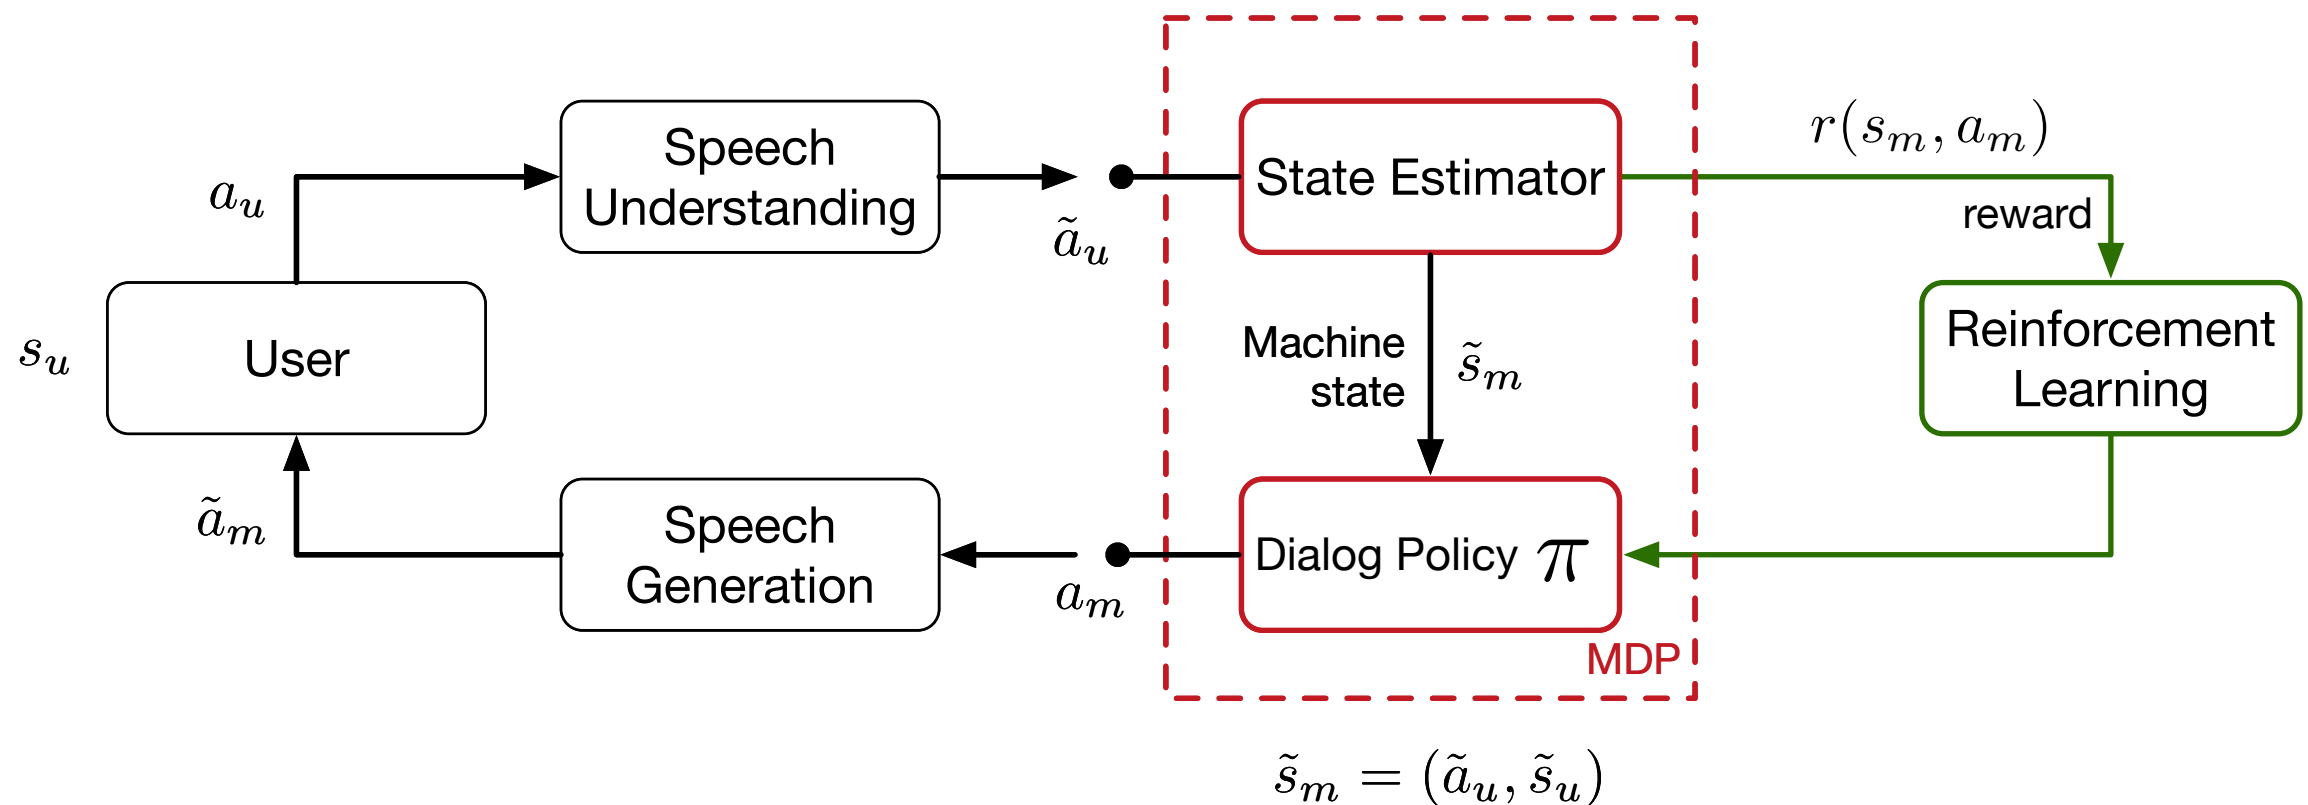 Speech
Understanding
a_u
ã_u
User
s_u
ã_m
Speech
Generation
a_m
State Estimator
Machine
state
s̃_m
Dialog Policy π
MDP
r(s_m, a_m)
reward
Reinforcement
Learning
s̃_m = (ã_u, s̃_u)